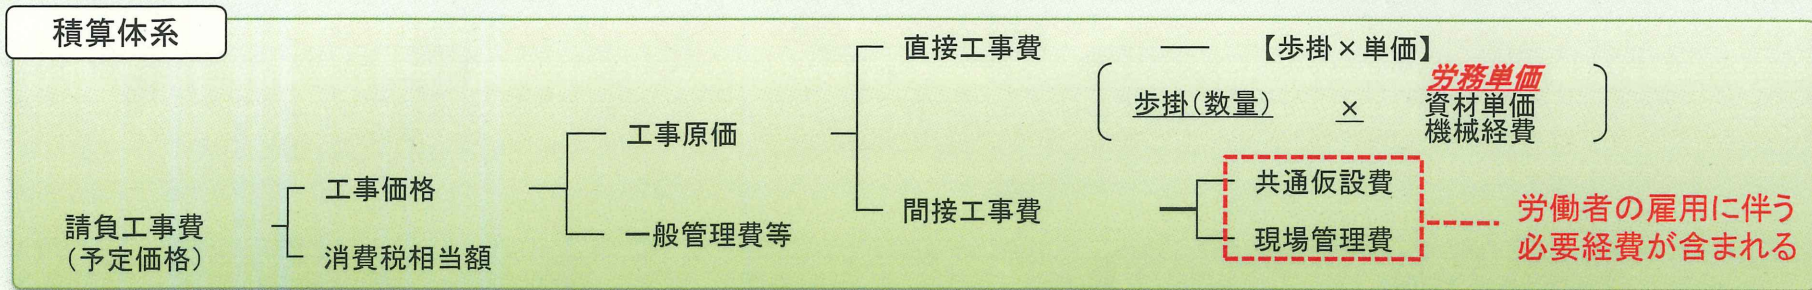 積算体系
直接工事費
【歩掛×単価】
歩掛(数量)
×
労務単価
資材単価
機械経費
工事原価
工事価格
共通仮設費
間接工事費
現場管理費
労働者の雇用に伴う
必要経費が含まれる
一般管理費等
請負工事費
(予定価格)
消費税相当額